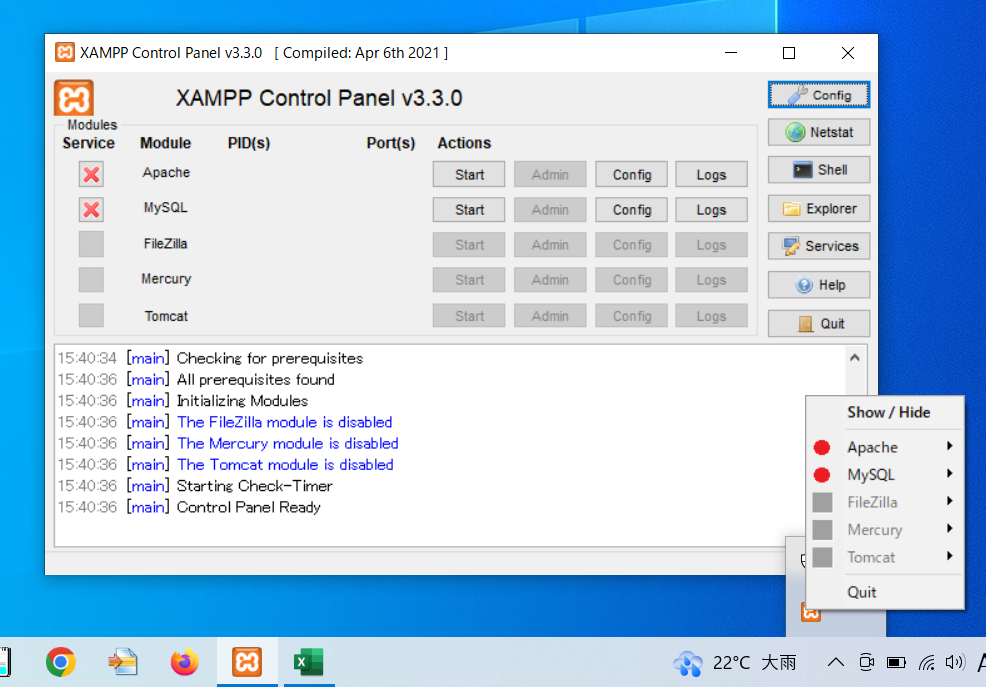 XAMPP Control Panel v3.3.0 [ Compiled: Apr 6th 2021 ]
XAMPP Control Panel v3.3.0
Config
Modules
Service Module PID(s) Port(s) Actions
Netstat
Apache Start Admin Config Logs
Shell
MySQL Start Admin Config Logs
Explorer
FileZilla Start Admin Config Logs
Services
Mercury Start Admin Config Logs
Help
Tomcat Start Admin Config Logs
Quit
15:40:34 [main] Checking for prerequisites
15:40:36 [main] All prerequisites found
15:40:36 [main] Initializing Modules
15:40:36 [main] The FileZilla module is disabled
15:40:36 [main] The Mercury module is disabled
15:40:36 [main] The Tomcat module is disabled
15:40:36 [main] Starting Check-Timer
15:40:36 [main] Control Panel Ready
Show / Hide
Apache
MySQL
FileZilla
Mercury
Tomcat
Quit
22°C 大雨 A